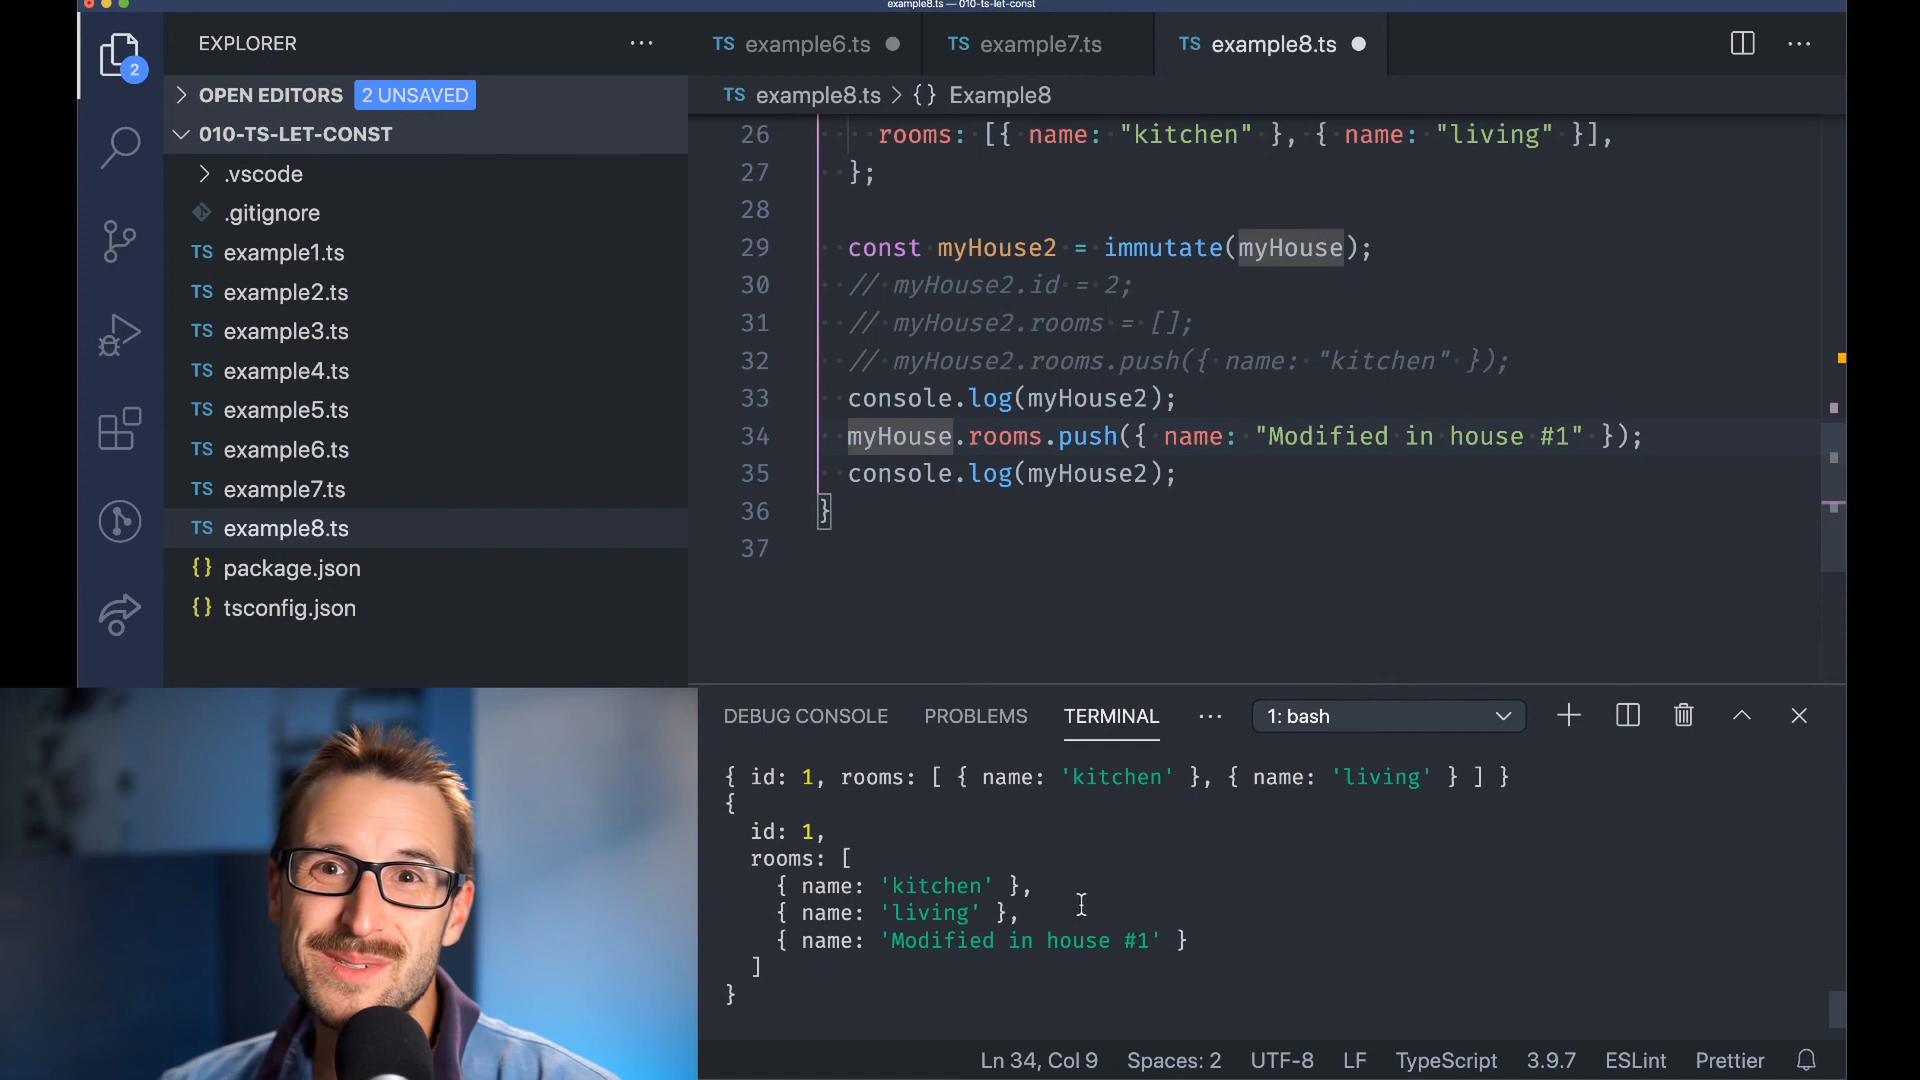 example8.ts — 010-ts-let-const
EXPLORER
2
OPEN EDITORS 2 UNSAVED
010-TS-LET-CONST
.vscode
.gitignore
TS example1.ts
TS example2.ts
TS example3.ts
TS example4.ts
TS example5.ts
TS example6.ts
TS example7.ts
TS example8.ts
{} package.json
{} tsconfig.json
TS example6.ts
TS example7.ts
TS example8.ts
TS example8.ts > {} Example8
26 rooms: [{ name: "kitchen" }, { name: "living" }],
27 };
28
29 const myHouse2 = immutate(myHouse);
30 // myHouse2.id = 2;
31 // myHouse2.rooms = [];
32 // myHouse2.rooms.push({ name: "kitchen" });
33 console.log(myHouse2);
34 myHouse.rooms.push({ name: "Modified in house #1" });
35 console.log(myHouse2);
36 }
37
DEBUG CONSOLE PROBLEMS TERMINAL ··· 1: bash
{ id: 1, rooms: [ { name: 'kitchen' }, { name: 'living' } ] }
{
id: 1,
rooms: [
{ name: 'kitchen' },
{ name: 'living' },
{ name: 'Modified in house #1' }
]
}
Ln 34, Col 9 Spaces: 2 UTF-8 LF TypeScript 3.9.7 ESLint Prettier